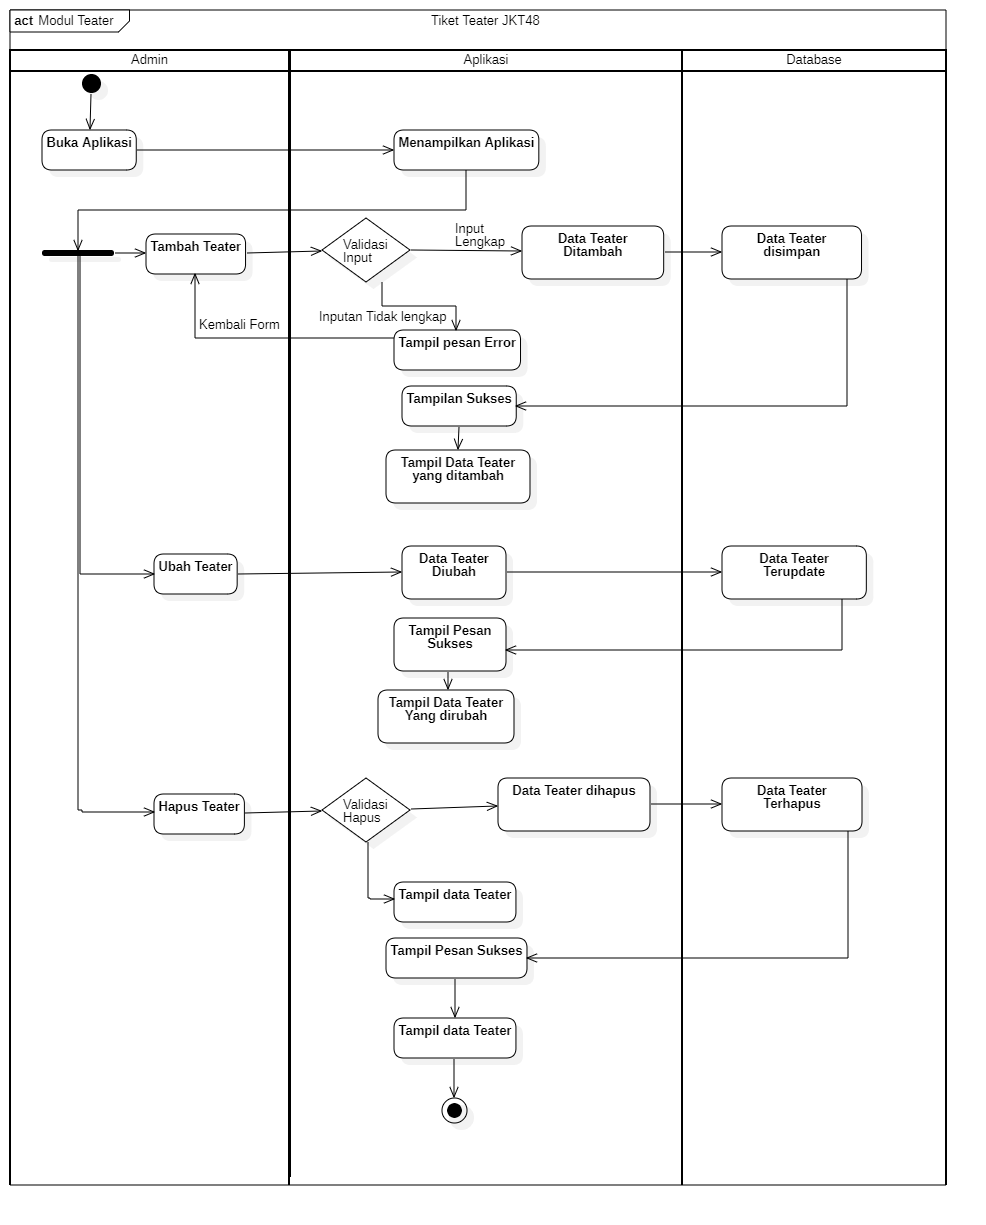 act Modul Teater
Tiket Teater JKT48
Admin
Aplikasi
Database
Buka Aplikasi
Menampilkan Aplikasi
Tambah Teater
Validasi
Input
Input
Lengkap
Data Teater
Ditambah
Data Teater
disimpan
Inputan Tidak lengkap
Kembali Form
Tampil pesan Error
Tampilan Sukses
Tampil Data Teater
yang ditambah
Ubah Teater
Data Teater
Diubah
Data Teater
Terupdate
Tampil Pesan
Sukses
Tampil Data Teater
Yang dirubah
Hapus Teater
Validasi
Hapus
Data Teater dihapus
Data Teater
Terhapus
Tampil data Teater
Tampil Pesan Sukses
Tampil data Teater